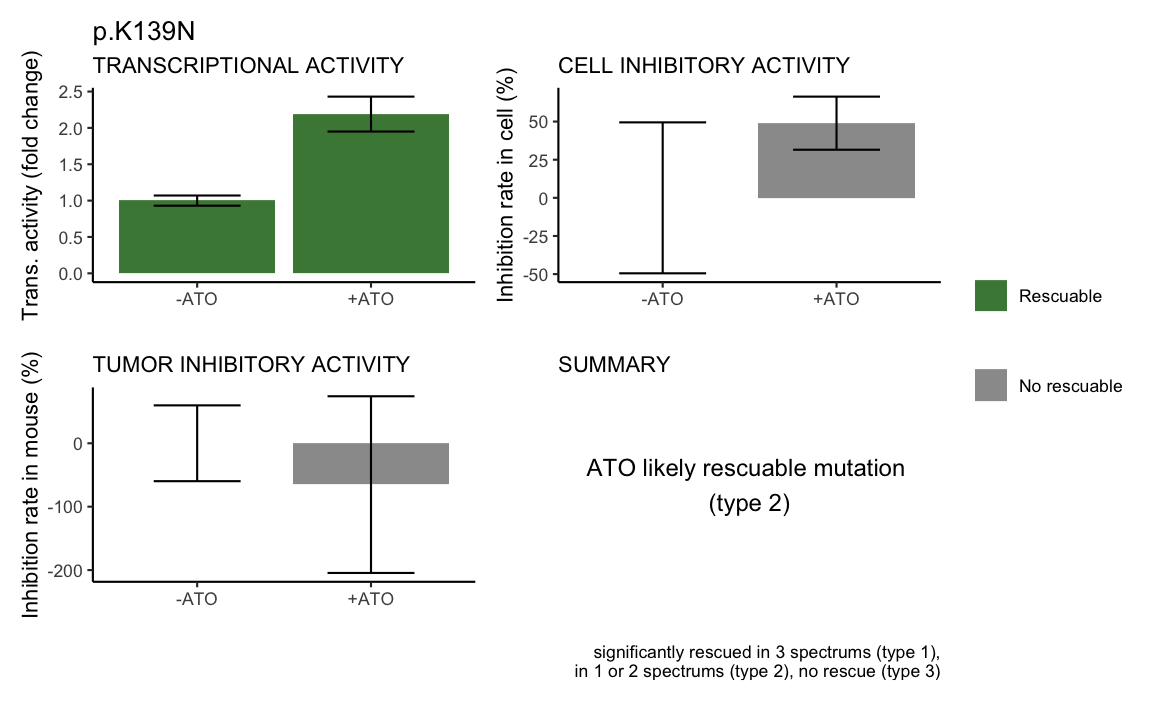 p.K139N
TRANSCRIPTIONAL ACTIVITY
Trans. activity (fold change)
2.5
2.0
1.5
1.0
0.5
0.0
-ATO
+ATO
CELL INHIBITORY ACTIVITY
Inhibition rate in cell (%)
50
25
0
-25
-50
-ATO
+ATO
TUMOR INHIBITORY ACTIVITY
Inhibition rate in mouse (%)
0
-100
-200
-ATO
+ATO
SUMMARY
ATO likely rescuable mutation
(type 2)
significantly rescued in 3 spectrums (type 1),
in 1 or 2 spectrums (type 2), no rescue (type 3)
Rescuable
No rescuable